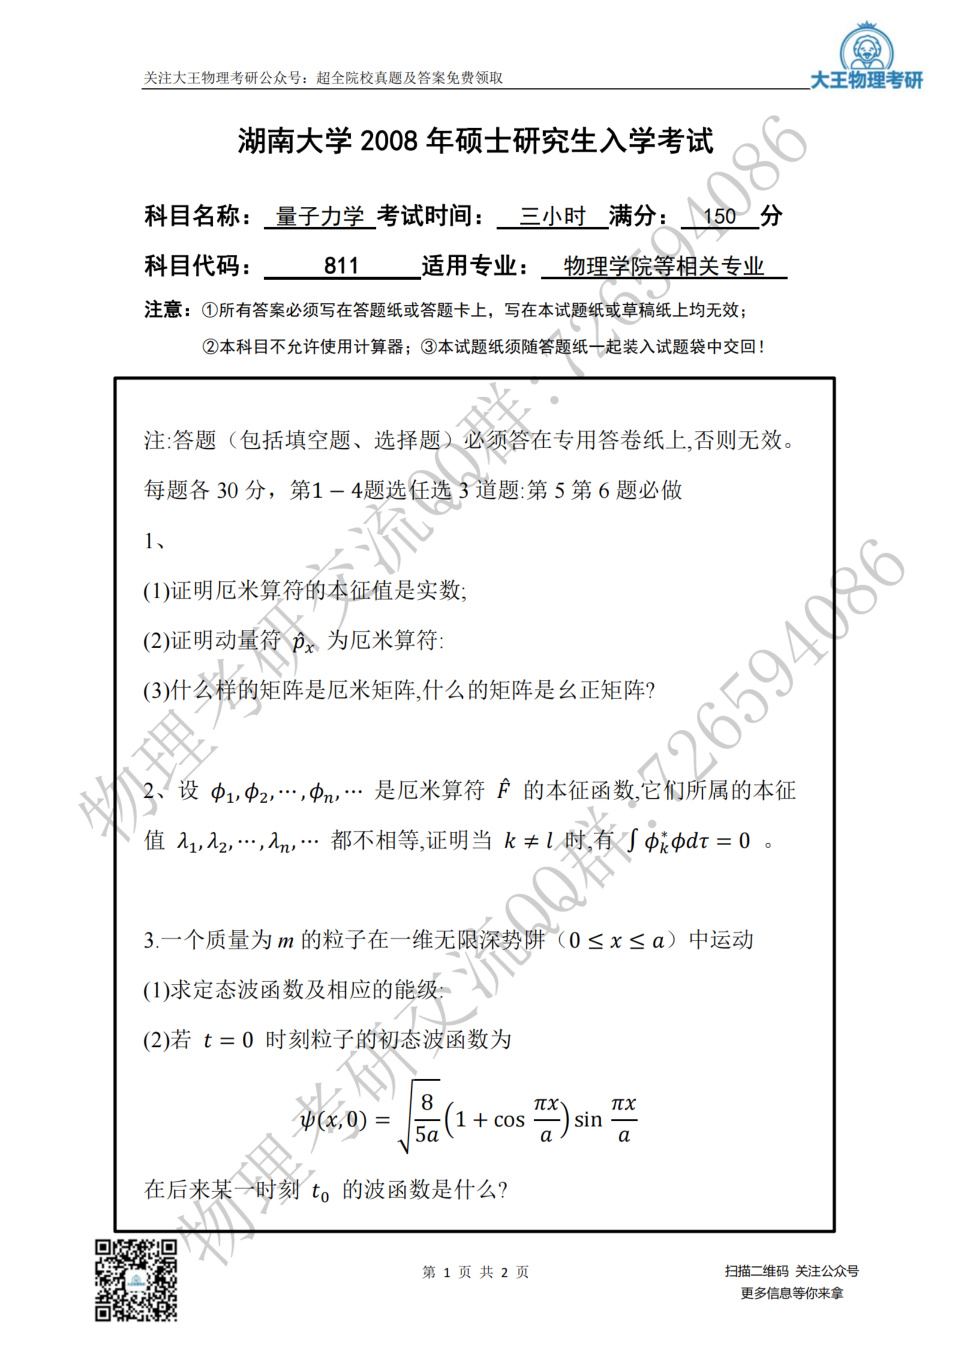 关注大王物理考研公众号：超全院校真题及答案免费领取
大王物理考研
湖南大学 2008 年硕士研究生入学考试
科目名称： 量子力学 考试时间： 三小时 满分： 150 分
科目代码： 811 适用专业： 物理学院等相关专业
注意：①所有答案必须写在答题纸或答题卡上，写在本试题纸或草稿纸上均无效；
②本科目不允许使用计算器；③本试题纸须随答题纸一起装入试题袋中交回！
注:答题（包括填空题、选择题）必须答在专用答卷纸上,否则无效。
每题各 30 分，第1 − 4题选任选 3 道题:第 5 第 6 题必做
1、
(1)证明厄米算符的本征值是实数;
(2)证明动量符 p̂ₓ 为厄米算符:
(3)什么样的矩阵是厄米矩阵,什么的矩阵是幺正矩阵?
2、设 ϕ₁, ϕ₂, ⋯ , ϕₙ, ⋯ 是厄米算符 F̂ 的本征函数,它们所属的本征
值 λ₁, λ₂, ⋯ , λₙ, ⋯ 都不相等,证明当 k ≠ l 时,有 ∫ ϕₖ*ϕdτ = 0 。
3.一个质量为 m 的粒子在一维无限深势阱（0 ≤ x ≤ a）中运动
(1)求定态波函数及相应的能级:
(2)若 t = 0 时刻粒子的初态波函数为
ψ(x, 0) = √(8/5a) (1 + cos πx/a) sin πx/a
在后来某一时刻 t₀ 的波函数是什么?
物理考研交流QQ群:726594086
物理考研交流QQ群:726594086
大王物理考研
第 1 页 共 2 页
扫描二维码 关注公众号
更多信息等你来拿